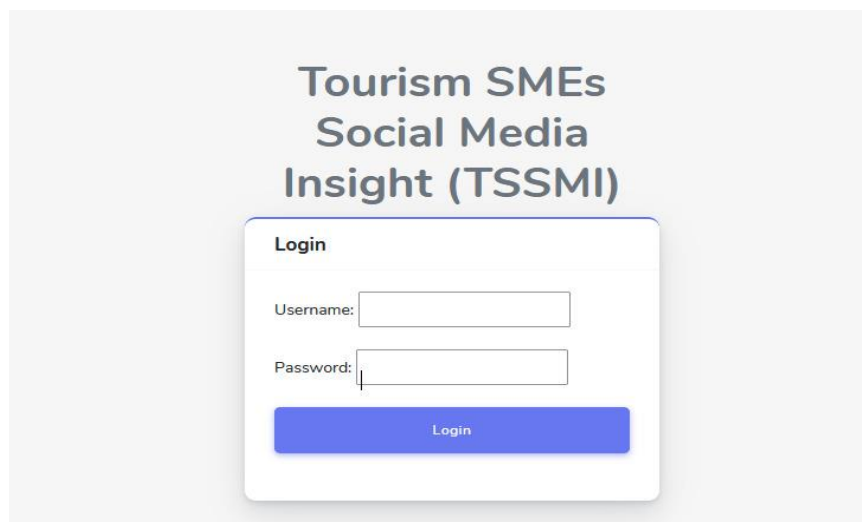 Tourism SMEs
Social Media
Insight (TSSMI)
Login
Username:
Password:
Login